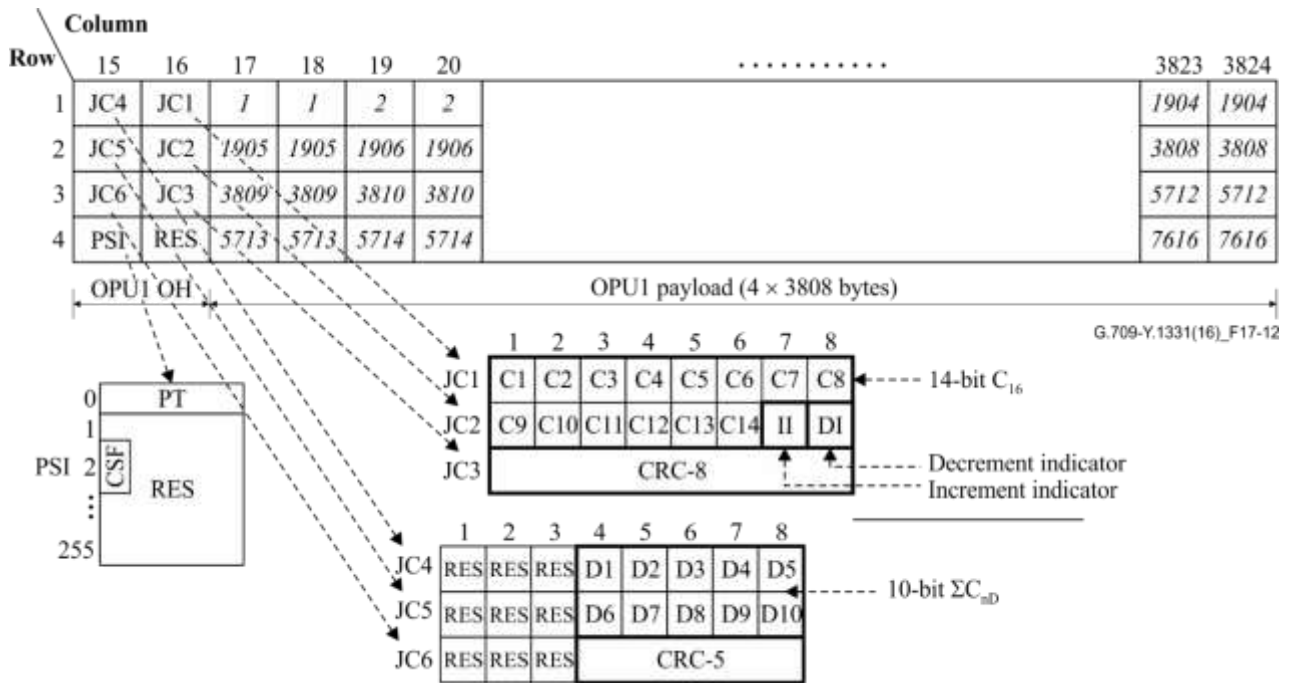 Column
Row 15 16 17 18 19 20 ........... 3823 3824
1 JC4 JC1 1 1 2 2 1904 1904
2 JC5 JC2 1905 1905 1906 1906 3808 3808
3 JC6 JC3 3809 3809 3810 3810 5712 5712
4 PSI RES 5713 5713 5714 5714 7616 7616
OPU1 OH OPU1 payload (4 × 3808 bytes)
G.709-Y.1331(16)_F17-12
1 2 3 4 5 6 7 8
JC1 C1 C2 C3 C4 C5 C6 C7 C8 14-bit C16
JC2 C9 C10 C11 C12 C13 C14 II DI
JC3 CRC-8
Decrement indicator
Increment indicator
0 PT
1
PSI 2 CSF RES
⋮
255
1 2 3 4 5 6 7 8
JC4 RES RES RES D1 D2 D3 D4 D5
10-bit ΣCnD
JC5 RES RES RES D6 D7 D8 D9 D10
JC6 RES RES RES CRC-5